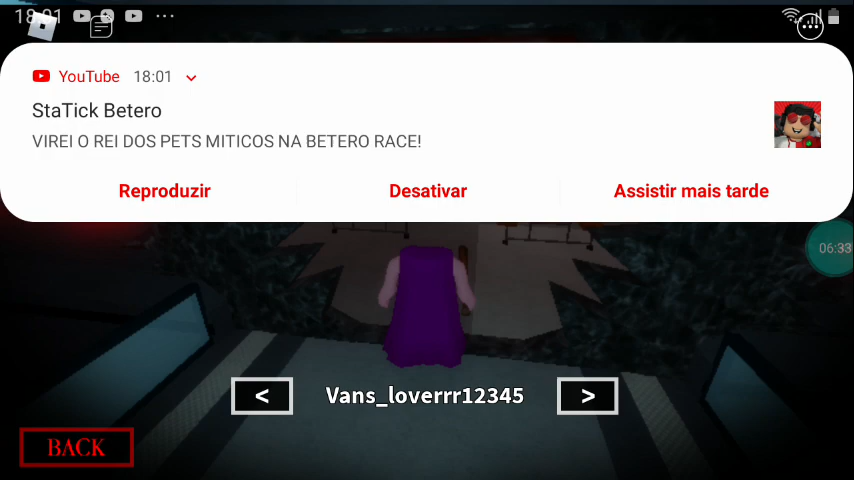 18:01
YouTube 18:01
StaTick Betero
VIREI O REI DOS PETS MITICOS NA BETERO RACE!
Reproduzir Desativar Assistir mais tarde
06:33
< Vans_loverrr12345 >
BACK